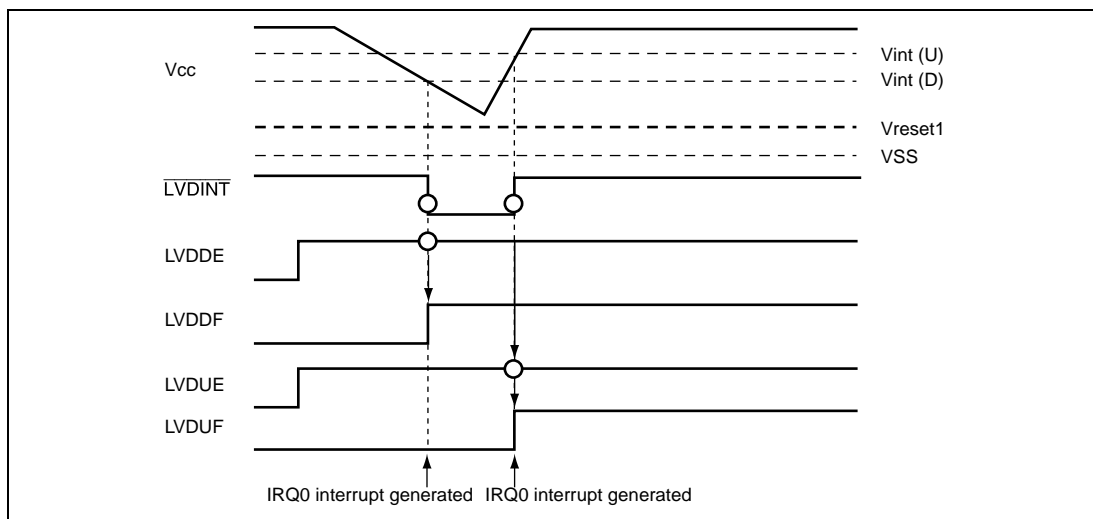 Vcc
Vint (U)
Vint (D)
Vreset1
VSS
LVDINT
LVDDE
LVDDF
LVDUE
LVDUF
IRQ0 interrupt generated IRQ0 interrupt generated